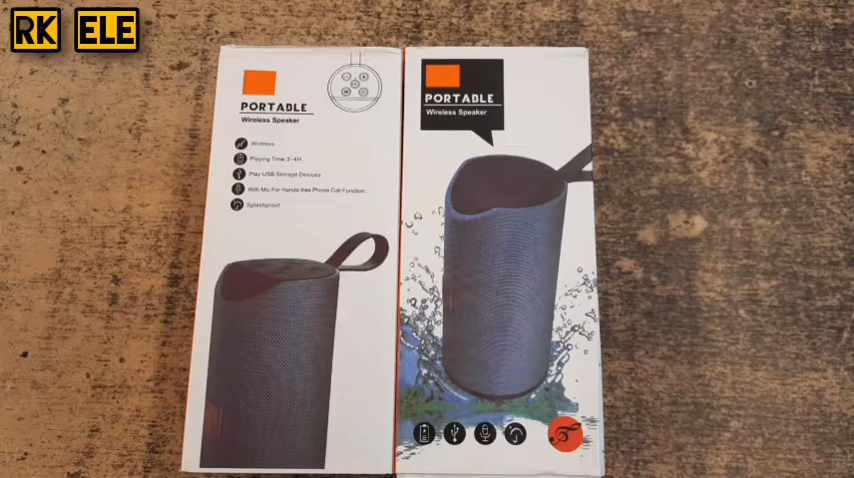 RK ELE
PORTABLE
Wireless Speaker
Wireless
Playing Time:3-4H
Play USB Storage Devices
With Mic For Hands-free Phone Call Function.
Splashproof
PORTABLE
Wireless Speaker